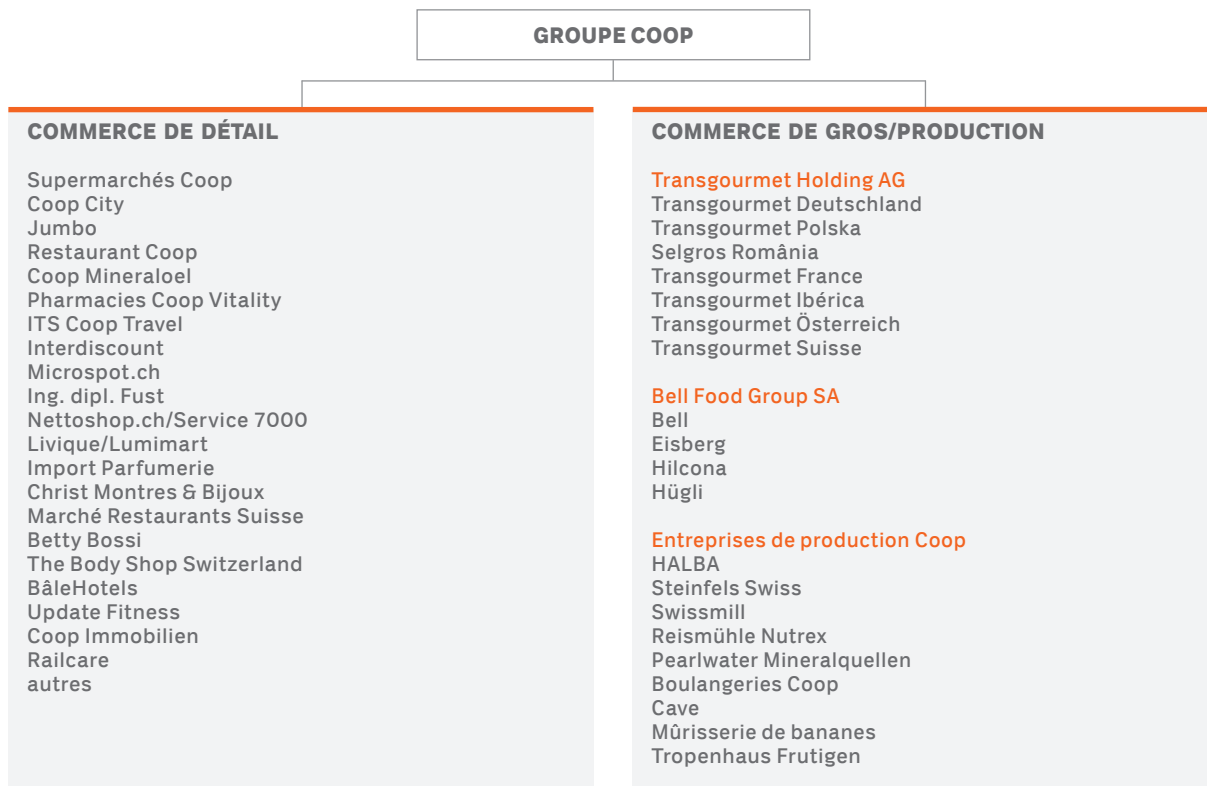 GROUPE COOP
COMMERCE DE DÉTAIL
Supermarchés Coop
Coop City
Jumbo
Restaurant Coop
Coop Mineraloel
Pharmacies Coop Vitality
ITS Coop Travel
Interdiscount
Microspot.ch
Ing. dipl. Fust
Nettoshop.ch/Service 7000
Livique/Lumimart
Import Parfumerie
Christ Montres & Bijoux
Marché Restaurants Suisse
Betty Bossi
The Body Shop Switzerland
BâleHotels
Update Fitness
Coop Immobilien
Railcare
autres
COMMERCE DE GROS/PRODUCTION
Transgourmet Holding AG
Transgourmet Deutschland
Transgourmet Polska
Selgros România
Transgourmet France
Transgourmet Ibérica
Transgourmet Österreich
Transgourmet Suisse
Bell Food Group SA
Bell
Eisberg
Hilcona
Hügli
Entreprises de production Coop
HALBA
Steinfels Swiss
Swissmill
Reismühle Nutrex
Pearlwater Mineralquellen
Boulangeries Coop
Cave
Mûrisserie de bananes
Tropenhaus Frutigen